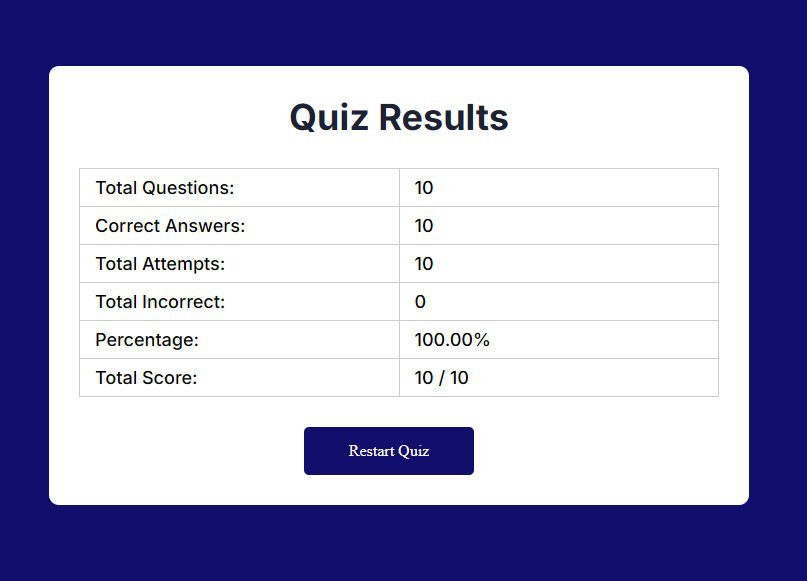 Quiz Results
Total Questions: 10
Correct Answers: 10
Total Attempts: 10
Total Incorrect: 0
Percentage: 100.00%
Total Score: 10 / 10
Restart Quiz